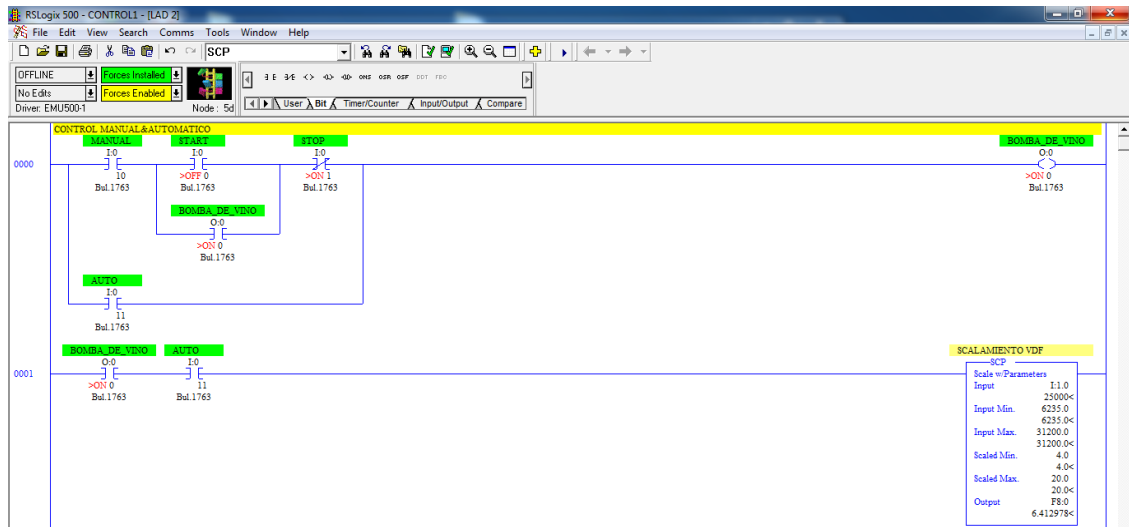 RSLogix 500 - CONTROL1 - [LAD 2]
File Edit View Search Comms Tools Window Help
SCP
OFFLINE
Forces Installed
No Edits
Forces Enabled
Driver: EMU500-1
Node : 5d
ONS OSR OSF
User Bit Timer/Counter Input/Output Compare
CONTROL MANUAL&AUTOMATICO
MANUAL START STOP BOMBA_DE_VINO
I:0 I:0 I:0 O:0
0000
10 >OFF 0 >ON 1 >ON 0
Bul.1763 Bul.1763 Bul.1763 Bul.1763
BOMBA_DE_VINO
O:0
>ON 0
Bul.1763
AUTO
I:0
11
Bul.1763
BOMBA_DE_VINO AUTO SCALAMIENTO VDF
O:0 I:0 SCP
0001
>ON 0 11
Bul.1763 Bul.1763
Scale w/Parameters
Input I:1.0
25000<
Input Min. 6235.0
6235.0<
Input Max. 31200.0
31200.0<
Scaled Min. 4.0
4.0<
Scaled Max. 20.0
20.0<
Output F8:0
6.412978<